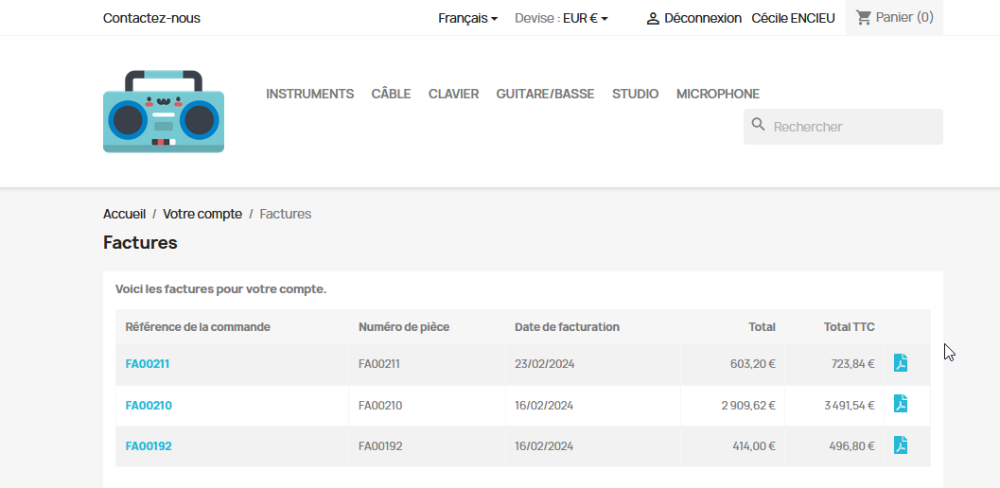 Contactez-nous Français Devise : EUR € Déconnexion Cécile ENCIEU Panier (0)
INSTRUMENTS CÂBLE CLAVIER GUITARE/BASSE STUDIO MICROPHONE
Rechercher
Accueil / Votre compte / Factures
Factures
Voici les factures pour votre compte.
Référence de la commande Numéro de pièce Date de facturation Total Total TTC
FA00211 FA00211 23/02/2024 603,20 € 723,84 €
FA00210 FA00210 16/02/2024 2 909,62 € 3 491,54 €
FA00192 FA00192 16/02/2024 414,00 € 496,80 €